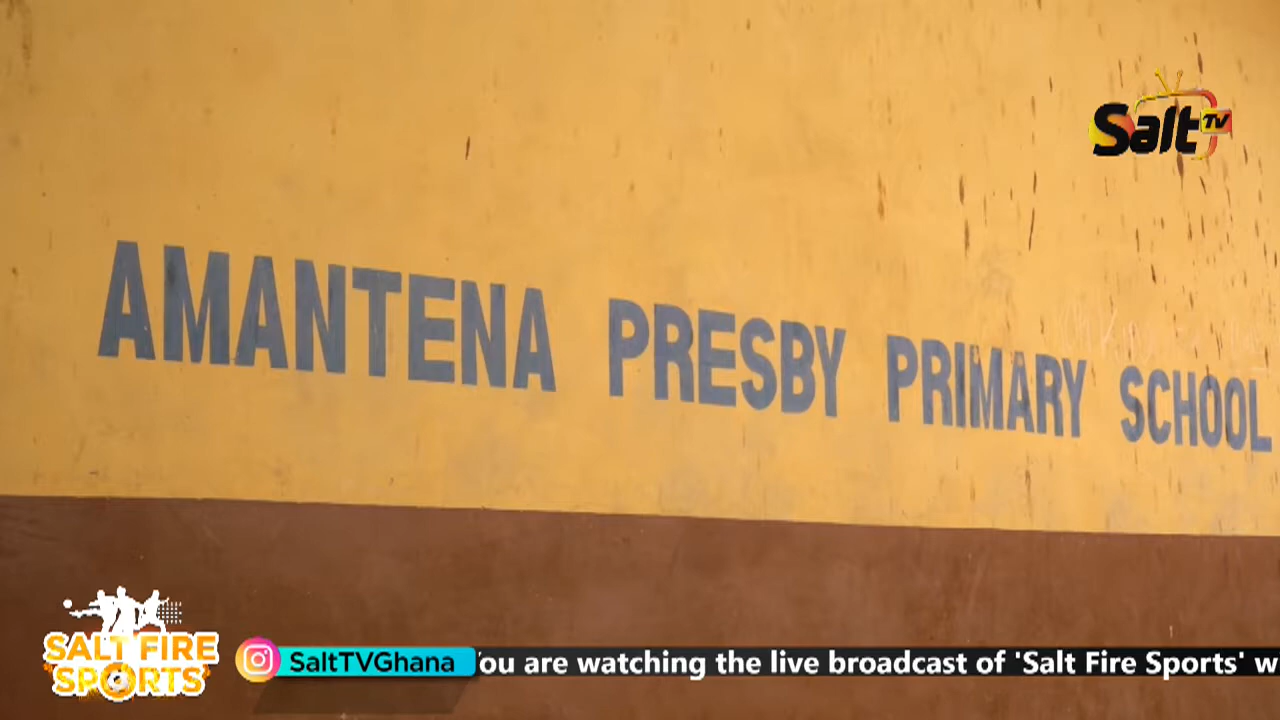 Salt TV
AMANTENA PRESBY PRIMARY SCHOOL
SALT FIRE
SPORTS
SaltTVGhana
You are watching the live broadcast of 'Salt Fire Sports'